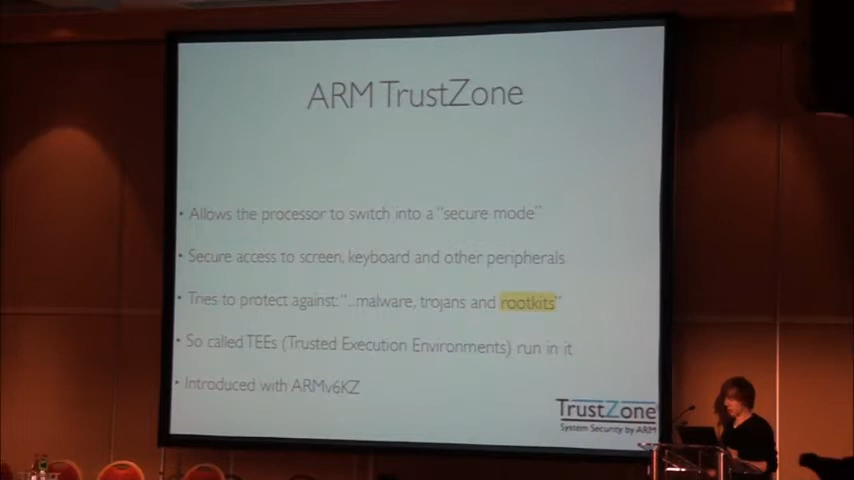 ARM TrustZone
• Allows the processor to switch into a "secure mode"
• Secure access to screen, keyboard and other peripherals
• Tries to protect against: "...malware, trojans and rootkits"
• So called TEEs (Trusted Execution Environments) run in it
• Introduced with ARMv6KZ
TrustZone
System Security by ARM